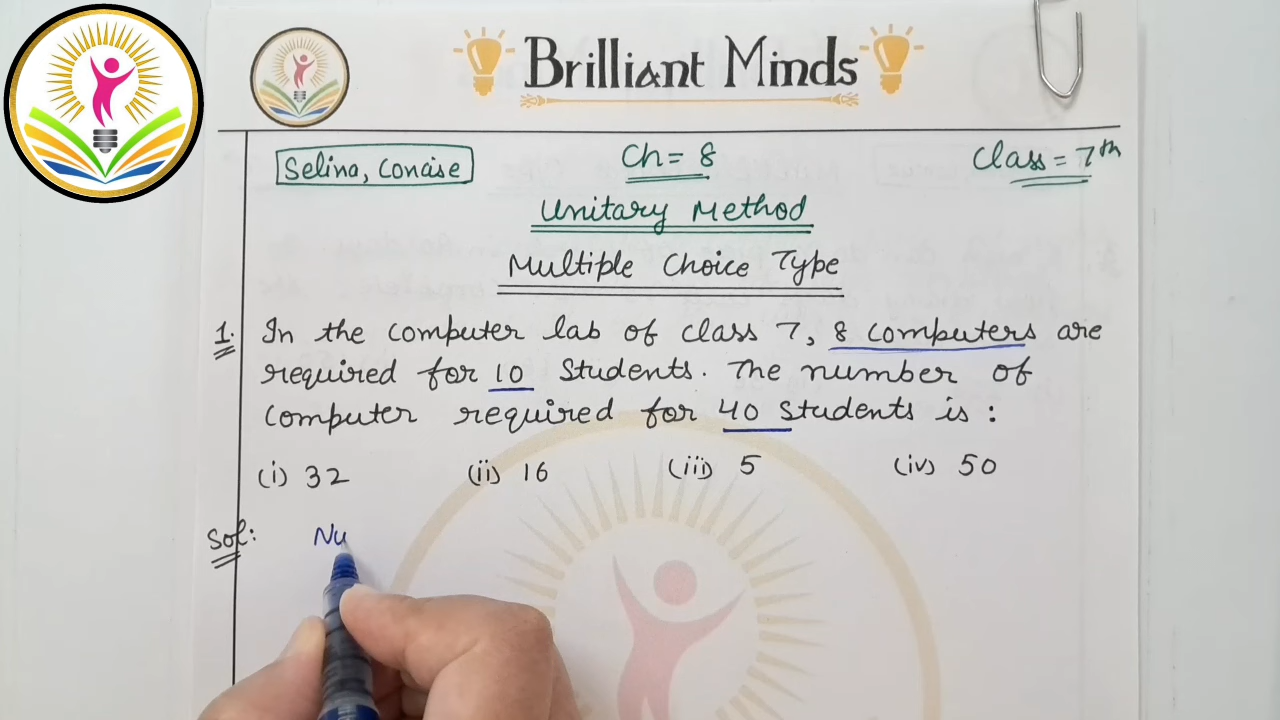 Brilliant Minds
Selina, Concise
Ch = 8
Class = 7th
Unitary Method
Multiple Choice Type
1. In the computer lab of class 7, 8 computers are
required for 10 students. The number of
computer required for 40 students is :
(i) 32 (ii) 16 (iii) 5 (iv) 50
Sol: Nu